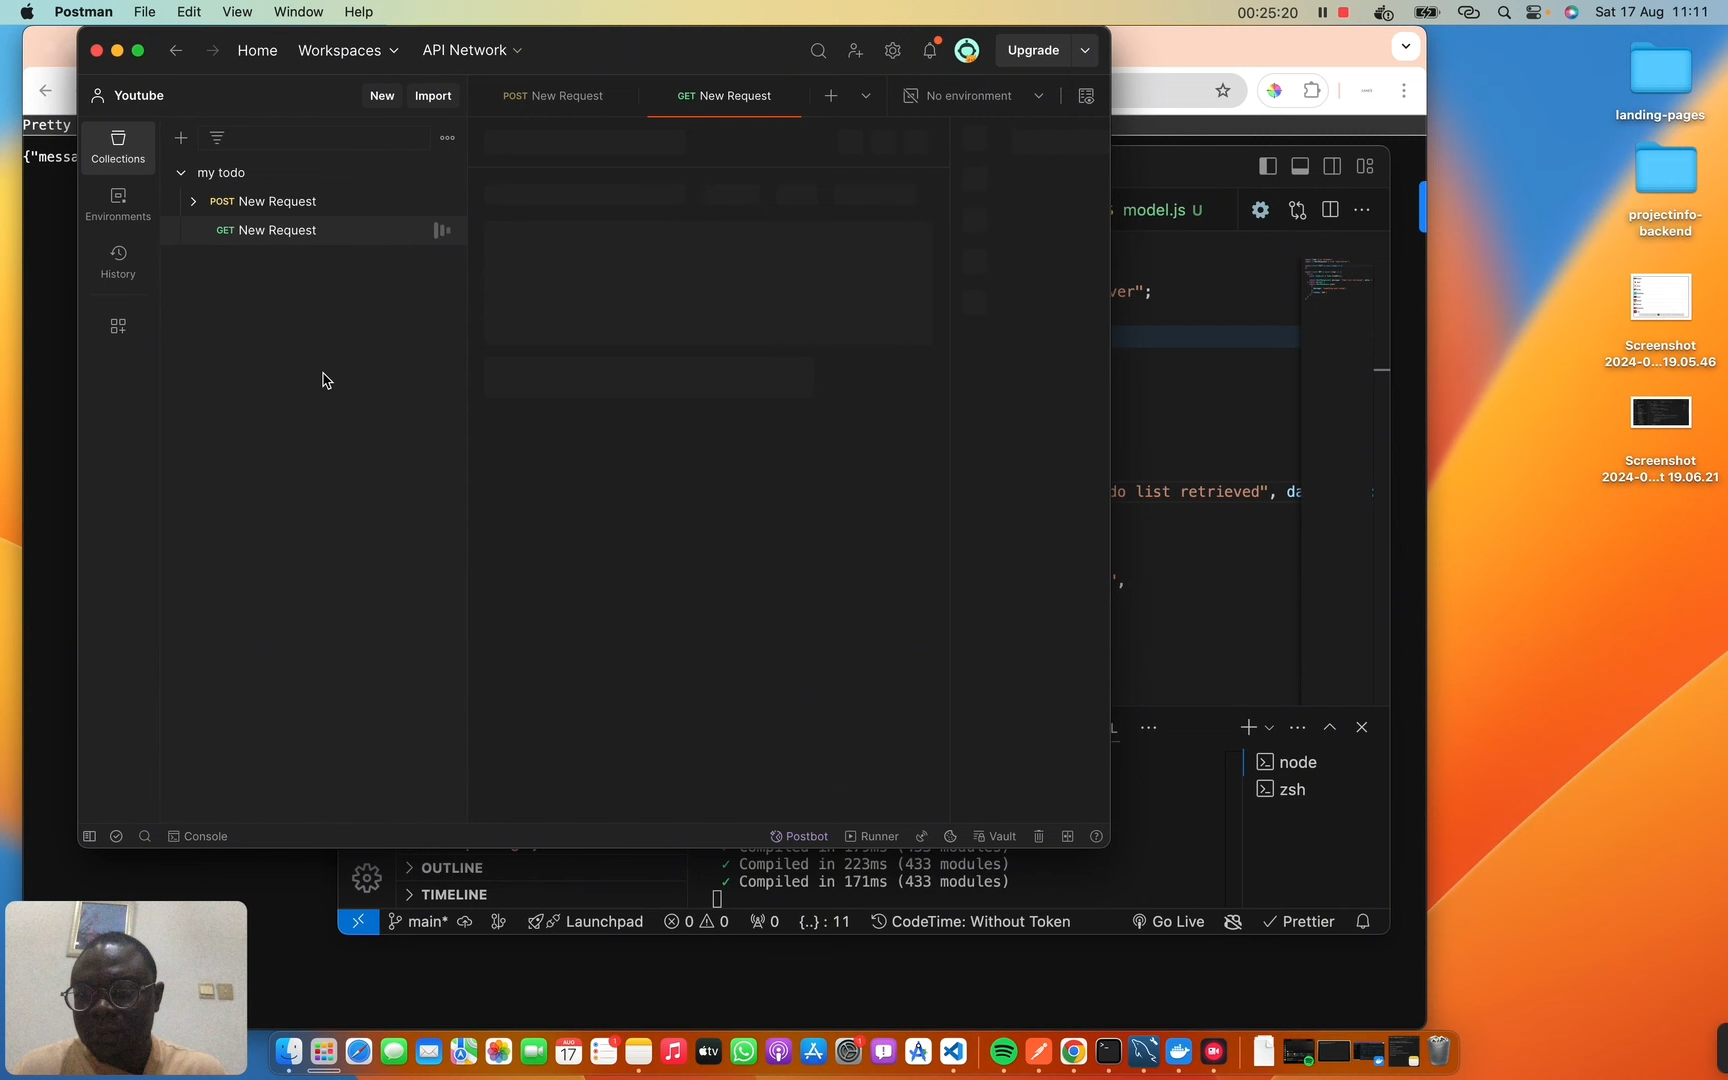 Postman File Edit View Window Help
00:25:20 Sat 17 Aug 11:11
Home Workspaces API Network Upgrade
Youtube New Import
POST New Request GET New Request No environment
Pretty
{"messa
Collections
Environments
History
my todo
POST New Request
GET New Request
model.js U
ver";
do list retrieved", da
',
node
zsh
Console Postbot Runner Vault
Compiled in 223ms (433 modules)
Compiled in 171ms (433 modules)
OUTLINE
TIMELINE
main* Launchpad 0 0 0 {..} : 11 CodeTime: Without Token Go Live Prettier
landing-pages
projectinfo-
backend
Screenshot
2024-0...19.05.46
Screenshot
2024-0...t 19.06.21
AUG
17
tv